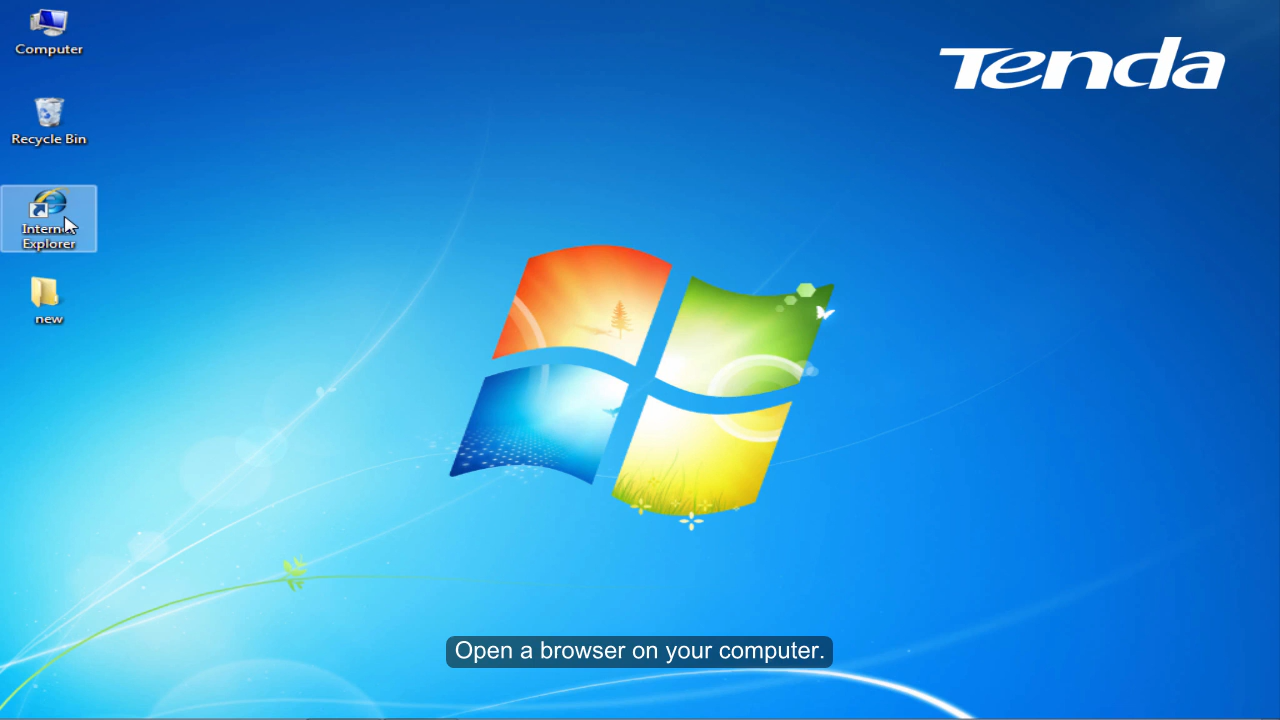 Computer
Tenda
Recycle Bin
Internet
Explorer
new
Open a browser on your computer.